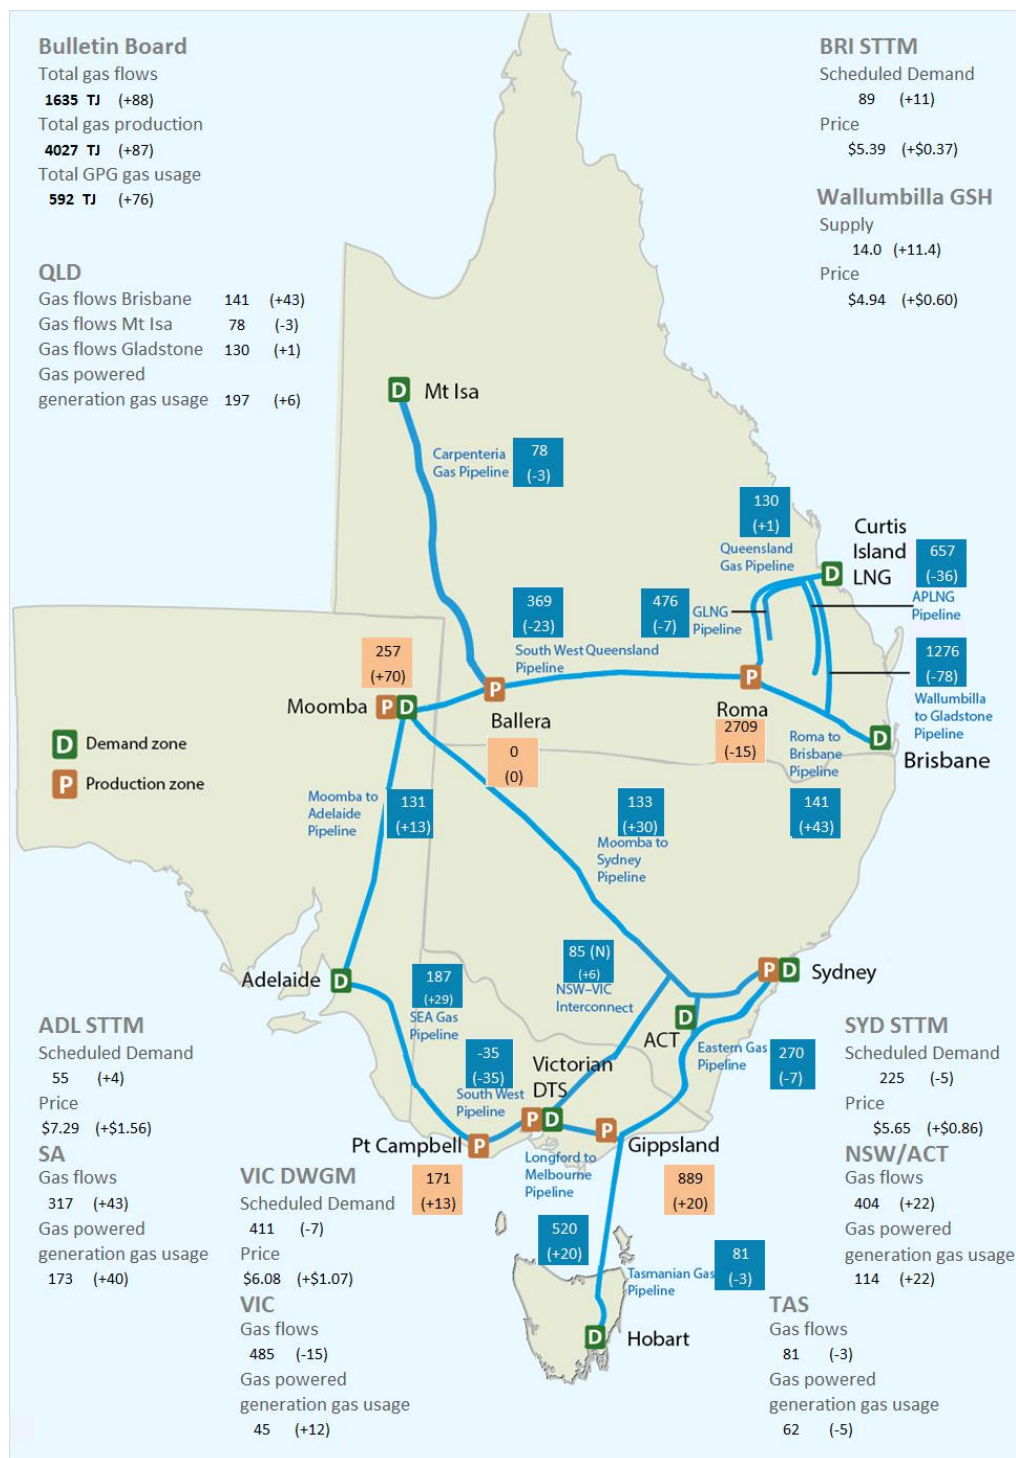 Bulletin Board
Total gas flows
1635 TJ (+88)
Total gas production
4027 TJ (+87)
Total GPG gas usage
592 TJ (+76)
BRI STTM
Scheduled Demand
89 (+11)
Price
$5.39 (+$0.37)
Wallumbilla GSH
Supply
14.0 (+11.4)
Price
$4.94 (+$0.60)
QLD
Gas flows Brisbane 141 (+43)
Gas flows Mt Isa 78 (-3)
Gas flows Gladstone 130 (+1)
Gas powered
generation gas usage 197 (+6)
D Mt Isa
Carpenteria
Gas Pipeline
78
(-3)
130
(+1)
Queensland
Gas Pipeline
Curtis
Island
LNG
D
657
(-36)
APLNG
Pipeline
369
(-23)
South West Queensland
Pipeline
476
(-7)
GLNG
Pipeline
1276
(-78)
Wallumbilla
to Gladstone
Pipeline
257
(+70)
Moomba P D
P
Ballera
0
(0)
P
Roma
2709
(-15)
Roma to
Brisbane
Pipeline
141
(+43)
D
Brisbane
D Demand zone
P Production zone
Moomba to
Adelaide
Pipeline
131
(+13)
133
(+30)
Moomba to
Sydney
Pipeline
Adelaide D
187
(+29)
SEA Gas
Pipeline
85 (N)
(+6)
NSW–VIC
Interconnect
P D Sydney
D
ACT
Eastern Gas
Pipeline
270
(-7)
-35
(-35)
South West
Pipeline
Victorian
DTS
P D
Pt Campbell P
171
(+13)
Longford to
Melbourne
Pipeline
520
(+20)
P
Gippsland
889
(+20)
81
(-3)
Tasmanian Gas
Pipeline
D Hobart
ADL STTM
Scheduled Demand
55 (+4)
Price
$7.29 (+$1.56)
SA
Gas flows
317 (+43)
Gas powered
generation gas usage
173 (+40)
VIC DWGM
Scheduled Demand
411 (-7)
Price
$6.08 (+$1.07)
VIC
Gas flows
485 (-15)
Gas powered
generation gas usage
45 (+12)
SYD STTM
Scheduled Demand
225 (-5)
Price
$5.65 (+$0.86)
NSW/ACT
Gas flows
404 (+22)
Gas powered
generation gas usage
114 (+22)
TAS
Gas flows
81 (-3)
Gas powered
generation gas usage
62 (-5)